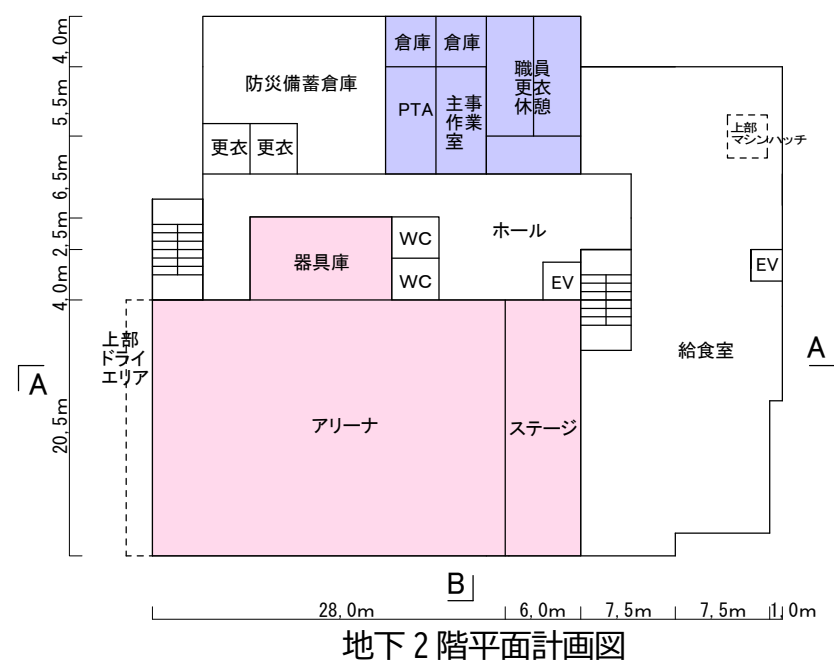 4,0m
5,5m
6,5m
2,5m
4,0m
20,5m
倉庫
倉庫
防災備蓄倉庫
PTA
主事
作業
室
職員
更衣
休憩
上部
マシンハッチ
更衣
更衣
ホール
WC
WC
器具庫
EV
EV
給食室
上部
ドライ
エリア
A
A
アリーナ
ステージ
B
28,0m
6,0m
7,5m
7,5m
1,0m
地下2階平面計画図